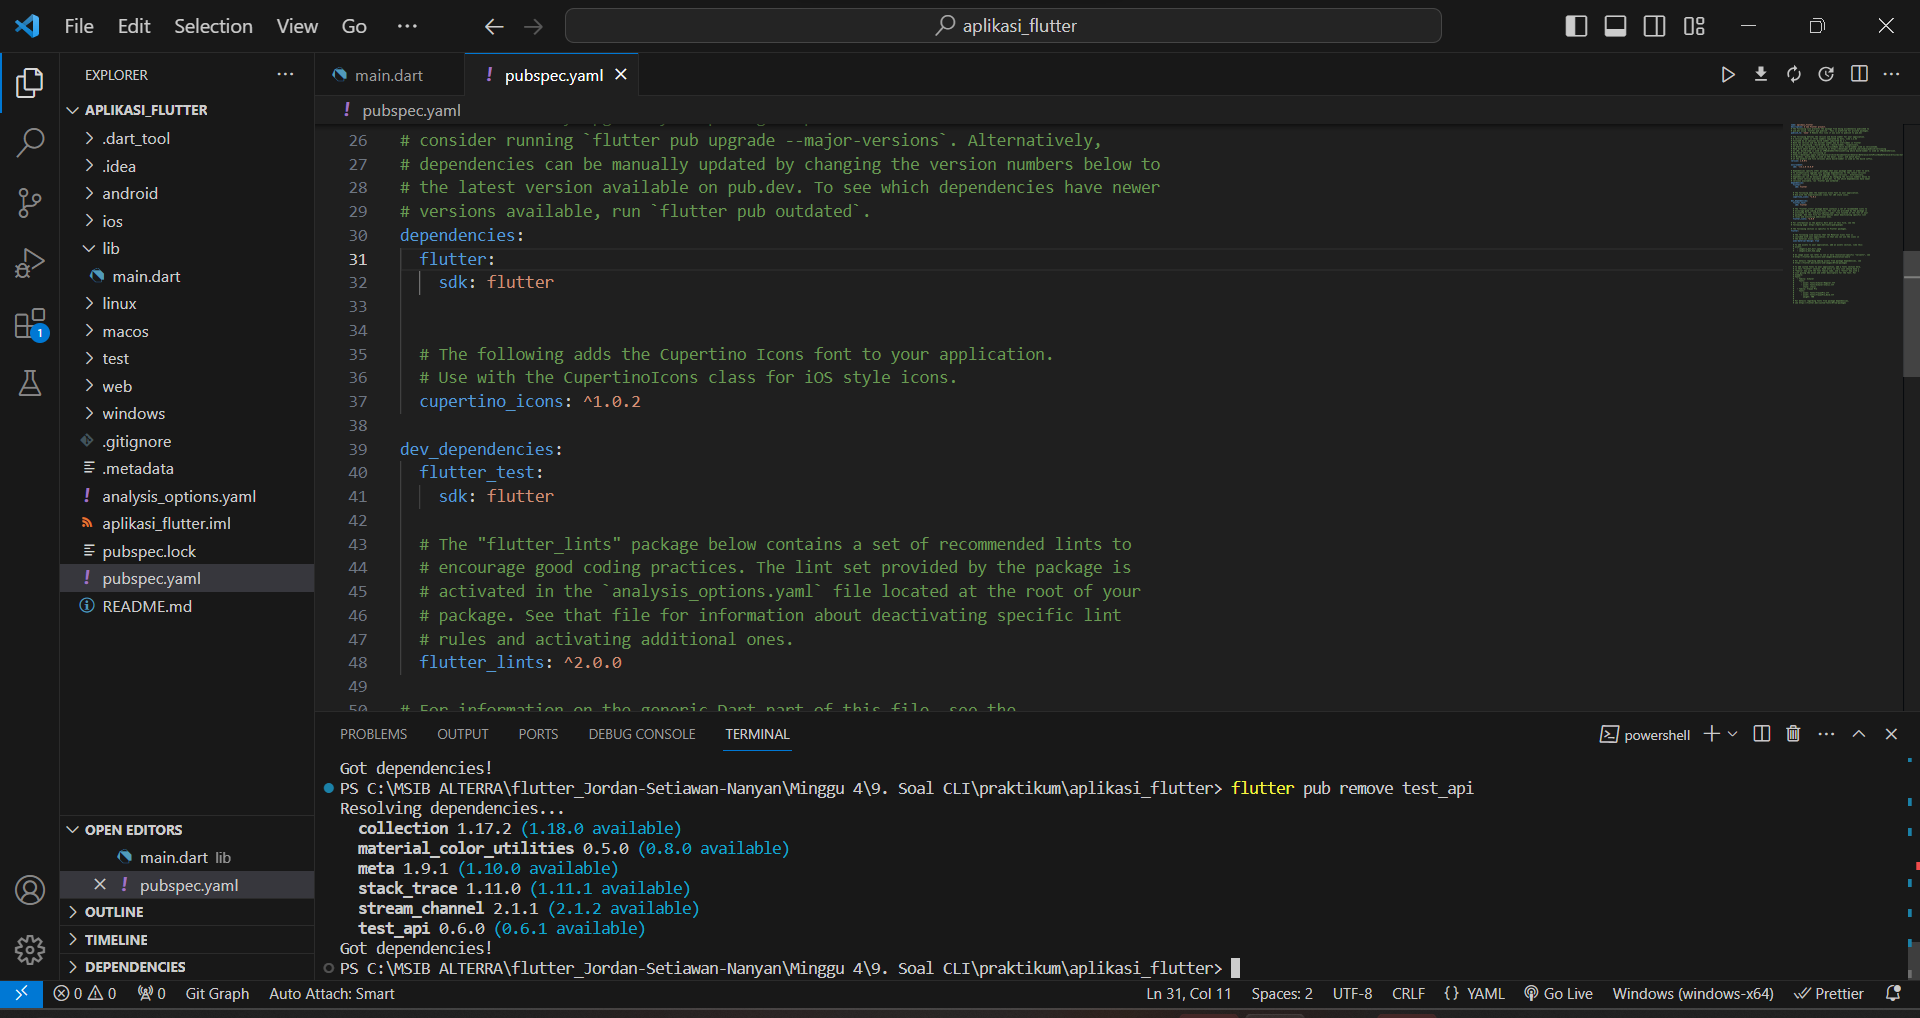 File Edit Selection View Go
aplikasi_flutter
EXPLORER
APLIKASI_FLUTTER
.dart_tool
.idea
android
ios
lib
main.dart
linux
macos
test
web
windows
.gitignore
.metadata
analysis_options.yaml
aplikasi_flutter.iml
pubspec.lock
pubspec.yaml
README.md
1
OPEN EDITORS
main.dart lib
pubspec.yaml
OUTLINE
TIMELINE
DEPENDENCIES
main.dart
pubspec.yaml
pubspec.yaml
26 # consider running `flutter pub upgrade --major-versions`. Alternatively,
27 # dependencies can be manually updated by changing the version numbers below to
28 # the latest version available on pub.dev. To see which dependencies have newer
29 # versions available, run `flutter pub outdated`.
30 dependencies:
31 flutter:
32 sdk: flutter
33
34
35 # The following adds the Cupertino Icons font to your application.
36 # Use with the CupertinoIcons class for iOS style icons.
37 cupertino_icons: ^1.0.2
38
39 dev_dependencies:
40 flutter_test:
41 sdk: flutter
42
43 # The "flutter_lints" package below contains a set of recommended lints to
44 # encourage good coding practices. The lint set provided by the package is
45 # activated in the `analysis_options.yaml` file located at the root of your
46 # package. See that file for information about deactivating specific lint
47 # rules and activating additional ones.
48 flutter_lints: ^2.0.0
49
50 # For information on the generic Dart part of this file, see the
PROBLEMS OUTPUT PORTS DEBUG CONSOLE TERMINAL
powershell
Got dependencies!
PS C:\MSIB ALTERRA\flutter_Jordan-Setiawan-Nanyan\Minggu 4\9. Soal CLI\praktikum\aplikasi_flutter> flutter pub remove test_api
Resolving dependencies...
collection 1.17.2 (1.18.0 available)
material_color_utilities 0.5.0 (0.8.0 available)
meta 1.9.1 (1.10.0 available)
stack_trace 1.11.0 (1.11.1 available)
stream_channel 2.1.1 (2.1.2 available)
test_api 0.6.0 (0.6.1 available)
Got dependencies!
PS C:\MSIB ALTERRA\flutter_Jordan-Setiawan-Nanyan\Minggu 4\9. Soal CLI\praktikum\aplikasi_flutter>
0 0 0 Git Graph Auto Attach: Smart
Ln 31, Col 11 Spaces: 2 UTF-8 CRLF {} YAML Go Live Windows (windows-x64) Prettier